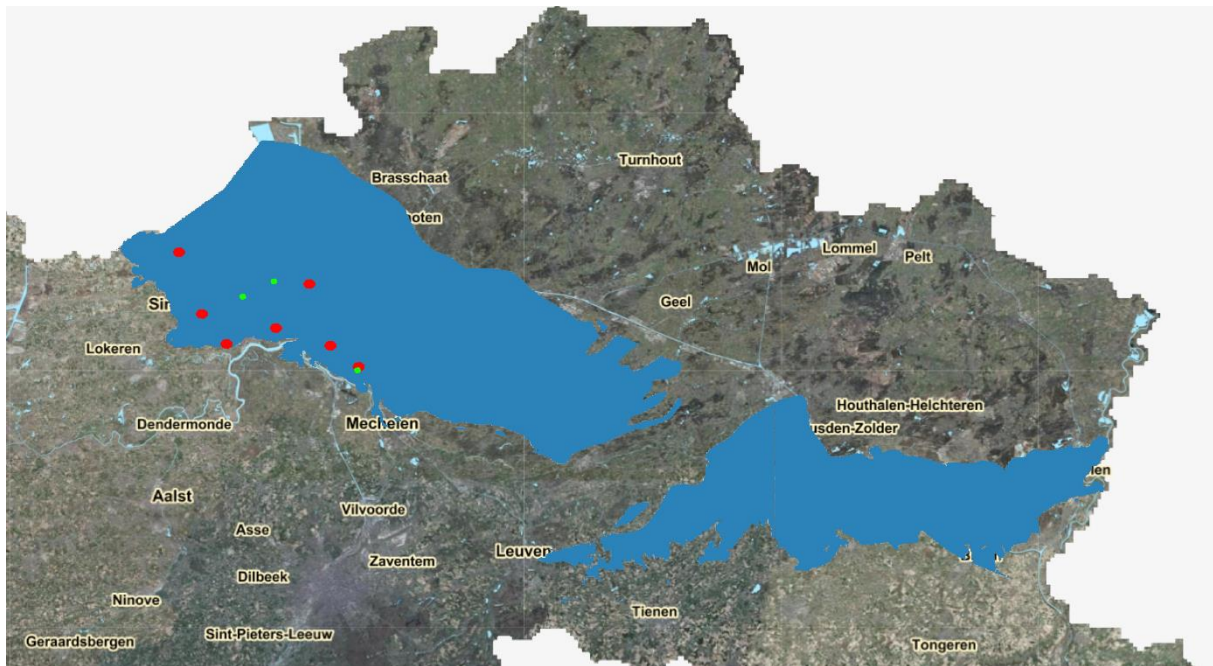 Turnhout
Brasschaat
oten
Lommel
Pelt
Mol
Geel
Sin
Lokeren
Houthalen-Helchteren
Dendermonde
Mechelen
usden-Zolder
Aalst
Vilvoorde
Asse
Leuven
Zaventem
Dilbeek
Ninove
Tienen
Sint-Pieters-Leeuw
Geraardsbergen
Tongeren